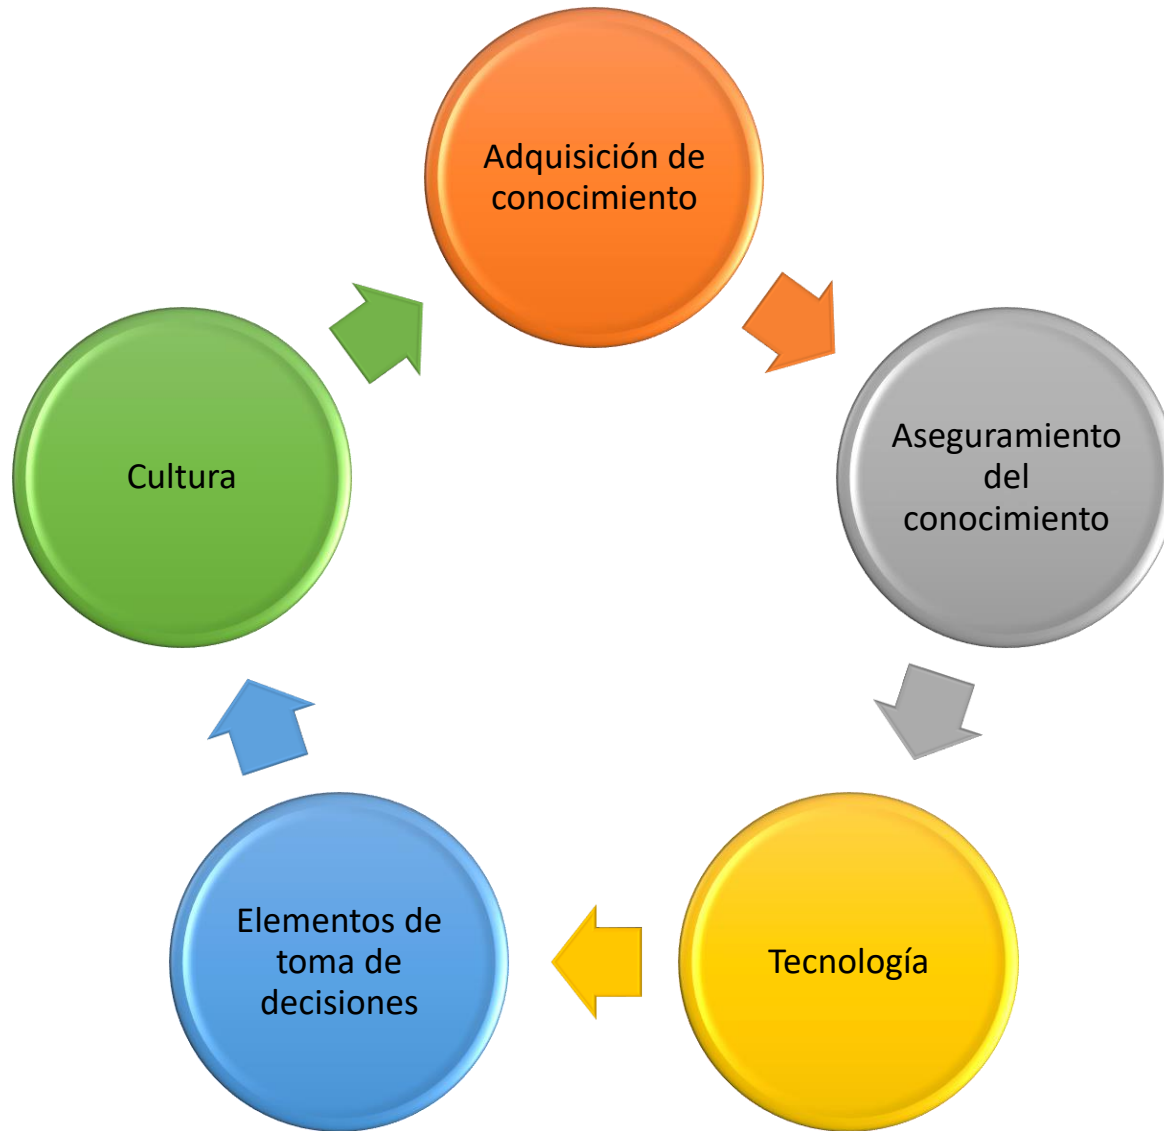 Adquisición de
conocimiento
Aseguramiento
del
conocimiento
Tecnología
Elementos de
toma de
decisiones
Cultura